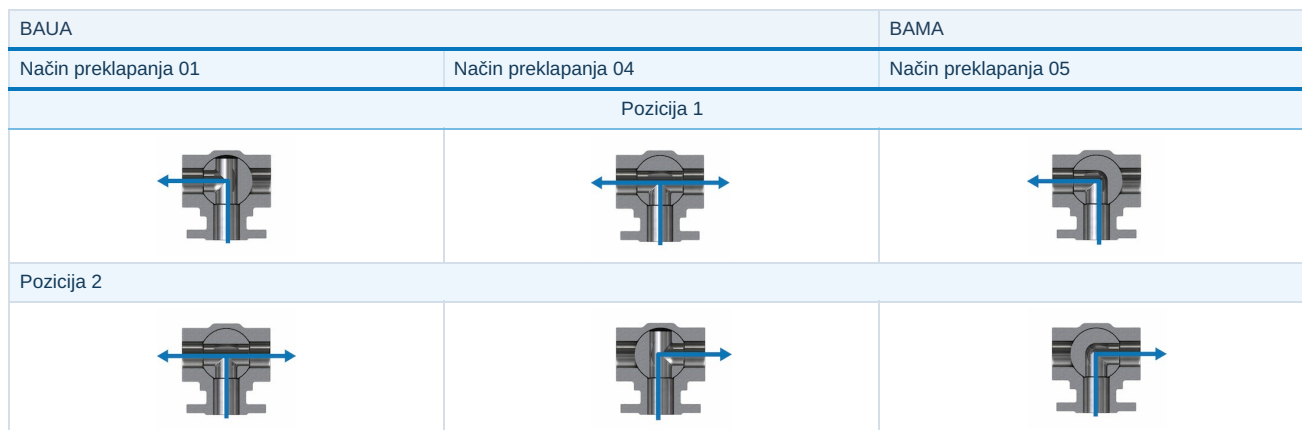 BAUA
BAMA
Način preklapanja 01
Način preklapanja 04
Način preklapanja 05
Pozicija 1
Pozicija 2